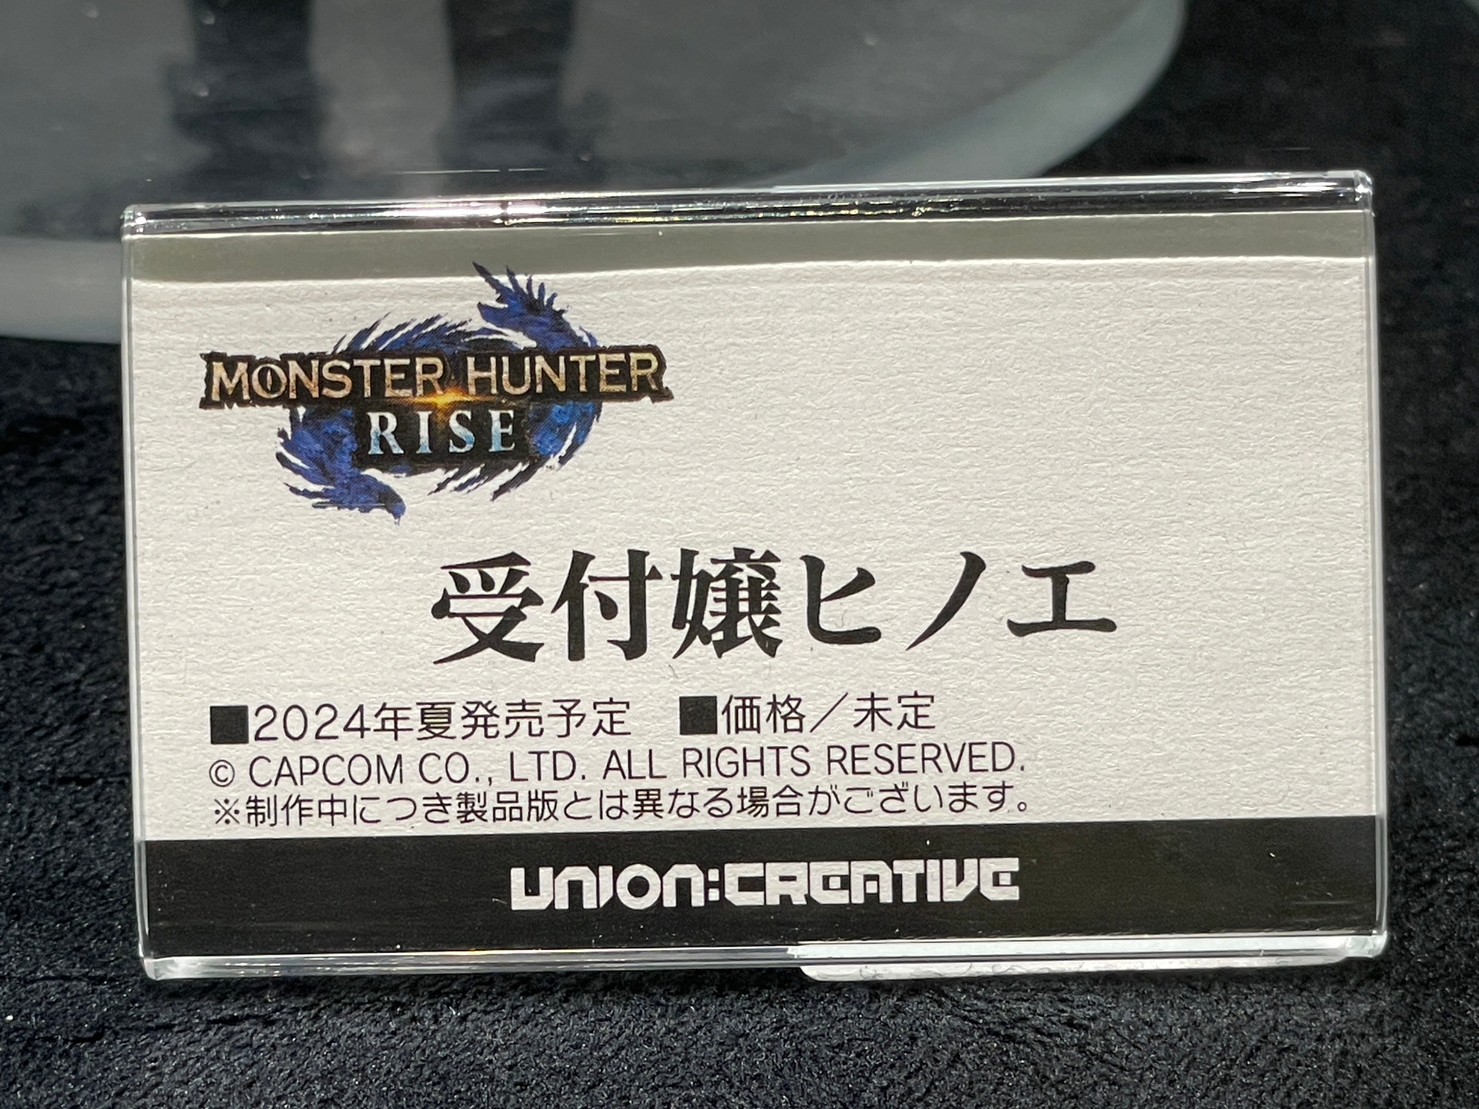 MONSTER HUNTER
RISE
受付嬢ヒノエ
■2024年夏発売予定　■価格／未定
© CAPCOM CO., LTD. ALL RIGHTS RESERVED.
※制作中につき製品版とは異なる場合がございます。
UNION:CREATIVE